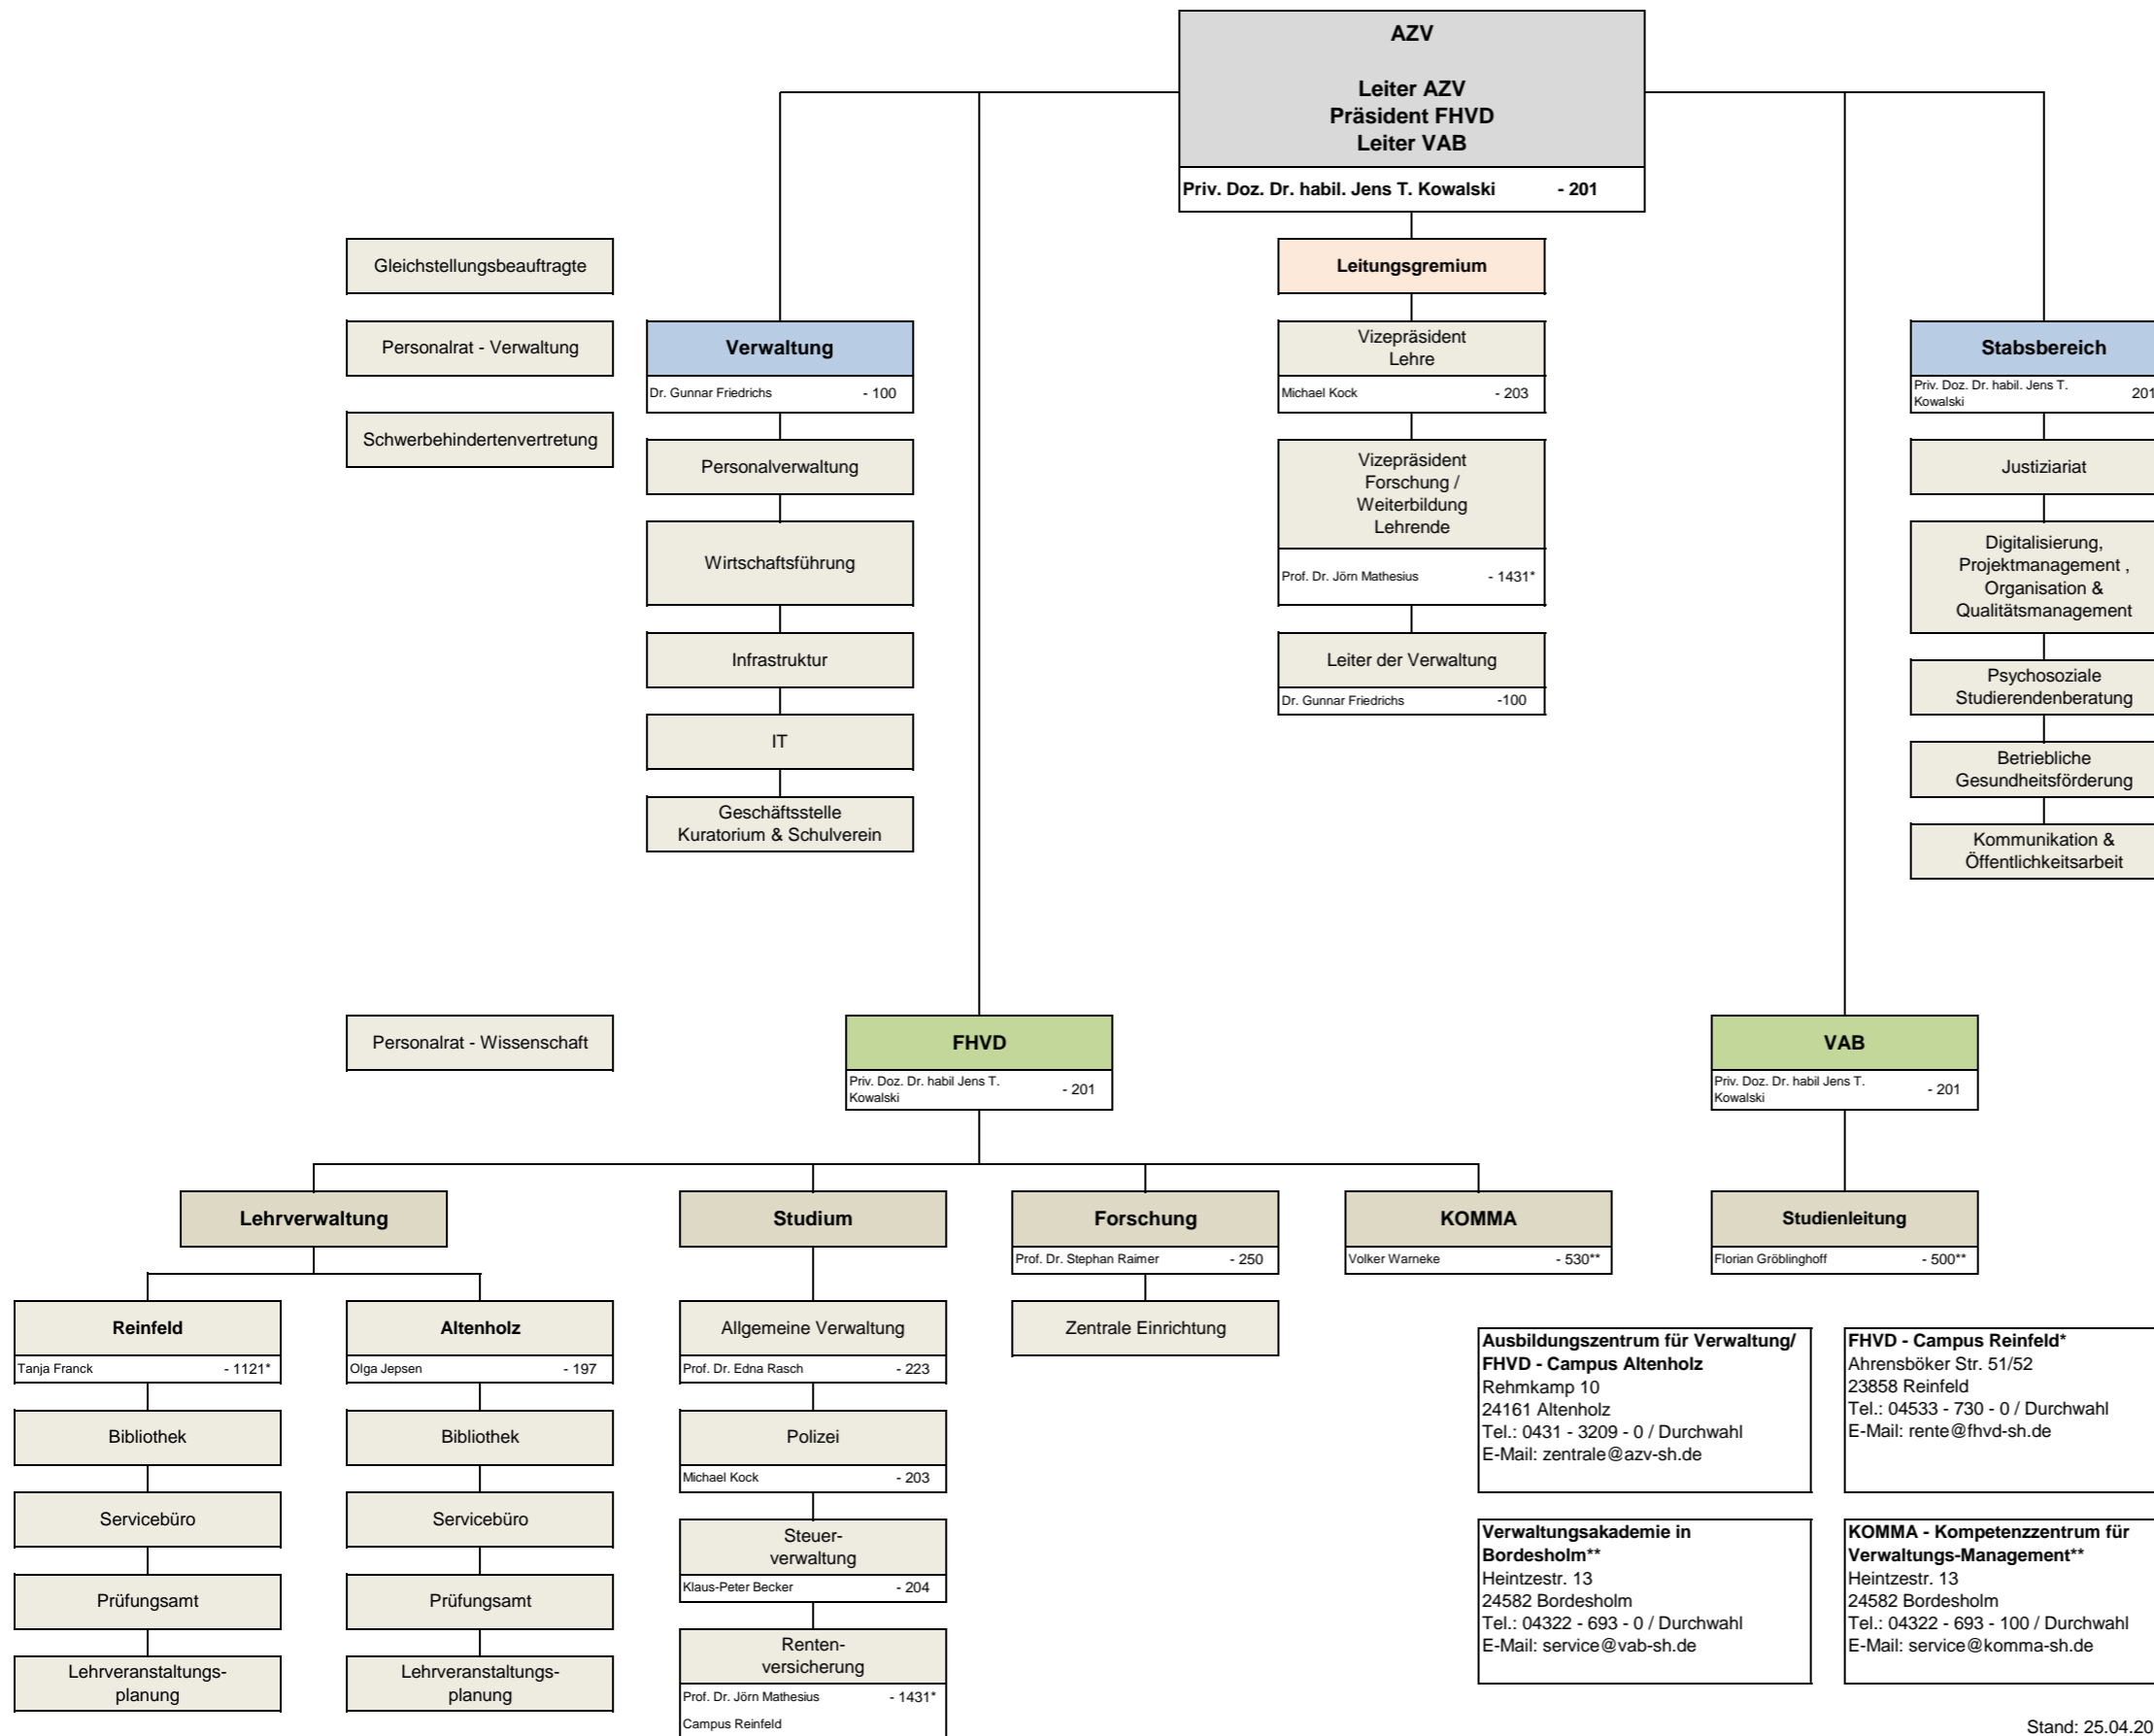 AZV
Leiter AZV
Präsident FHVD
Leiter VAB
Priv. Doz. Dr. habil. Jens T. Kowalski - 201
Gleichstellungsbeauftragte
Personalrat - Verwaltung
Schwerbehindertenvertretung
Verwaltung
Dr. Gunnar Friedrichs - 100
Personalverwaltung
Wirtschaftsführung
Infrastruktur
IT
Geschäftsstelle
Kuratorium & Schulverein
Leitungsgremium
Vizepräsident
Lehre
Michael Kock - 203
Vizepräsident
Forschung /
Weiterbildung
Lehrende
Prof. Dr. Jörn Mathesius - 1431*
Leiter der Verwaltung
Dr. Gunnar Friedrichs -100
Stabsbereich
Priv. Doz. Dr. habil. Jens T. 201
Kowalski
Justiziariat
Digitalisierung,
Projektmanagement ,
Organisation &
Qualitätsmanagement
Psychosoziale
Studierendenberatung
Betriebliche
Gesundheitsförderung
Kommunikation &
Öffentlichkeitsarbeit
Personalrat - Wissenschaft
FHVD
Priv. Doz. Dr. habil Jens T. - 201
Kowalski
VAB
Priv. Doz. Dr. habil Jens T. - 201
Kowalski
Lehrverwaltung
Reinfeld
Tanja Franck - 1121*
Bibliothek
Servicebüro
Prüfungsamt
Lehrveranstaltungs-
planung
Altenholz
Olga Jepsen - 197
Bibliothek
Servicebüro
Prüfungsamt
Lehrveranstaltungs-
planung
Studium
Allgemeine Verwaltung
Prof. Dr. Edna Rasch - 223
Polizei
Michael Kock - 203
Steuer-
verwaltung
Klaus-Peter Becker - 204
Renten-
versicherung
Prof. Dr. Jörn Mathesius - 1431*
Campus Reinfeld
Forschung
Prof. Dr. Stephan Raimer - 250
Zentrale Einrichtung
KOMMA
Volker Warneke - 530**
Studienleitung
Florian Gröblinghoff - 500**
Ausbildungszentrum für Verwaltung/
FHVD - Campus Altenholz
Rehmkamp 10
24161 Altenholz
Tel.: 0431 - 3209 - 0 / Durchwahl
E-Mail: zentrale@azv-sh.de
FHVD - Campus Reinfeld*
Ahrensböker Str. 51/52
23858 Reinfeld
Tel.: 04533 - 730 - 0 / Durchwahl
E-Mail: rente@fhvd-sh.de
Verwaltungsakademie in
Bordesholm**
Heintzestr. 13
24582 Bordesholm
Tel.: 04322 - 693 - 0 / Durchwahl
E-Mail: service@vab-sh.de
KOMMA - Kompetenzzentrum für
Verwaltungs-Management**
Heintzestr. 13
24582 Bordesholm
Tel.: 04322 - 693 - 100 / Durchwahl
E-Mail: service@komma-sh.de
Stand: 25.04.20